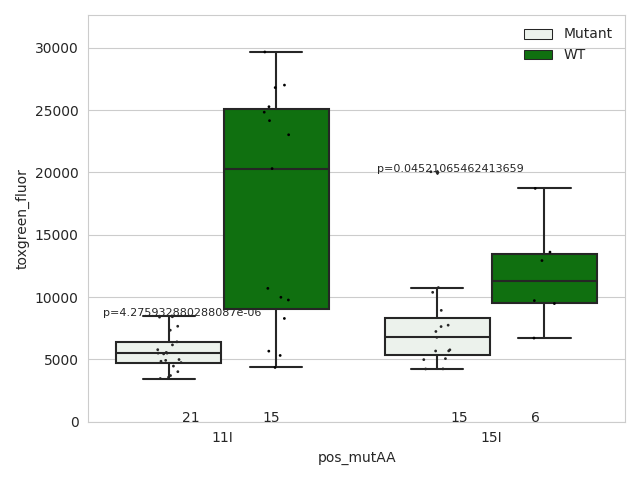 Mutant
WT
30000
25000
20000
15000
10000
5000
0
toxgreen_fluor
p=4.275932880288087e-06
p=0.04521065462413659
21
15
15
6
11I
15I
pos_mutAA